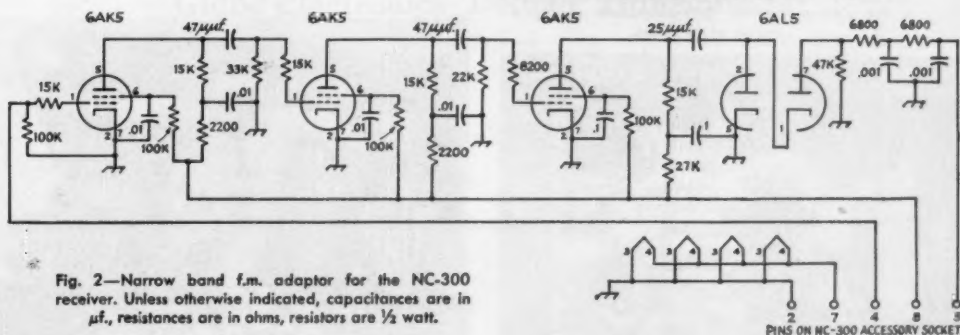 6AK5 6AK5 6AL5
47μμf 47μμf 25μμf 6800 6800
5 5 5 2 7
15K 33K 15K 15K 22K 8200 15K 47K .001 .001
15K 1 6 1 6 1 6
.01 .01 .01 .01 .1 100K .1 5 1
100K 2 7 100K 2200 2 7 100K 2200 2 7 27K
3 4 3 4 3 4 3 4
Fig. 2—Narrow band f.m. adaptor for the NC-300
receiver. Unless otherwise indicated, capacitances are in
μf., resistances are in ohms, resistors are ½ watt.
2 7 4 8
PINS ON NC-300 ACCESSORY SOCKET